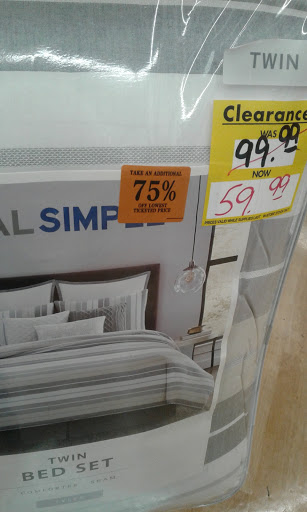 TWIN
Clearance
WAS
99.99
NOW
59.99
TAKE AN ADDITIONAL
75%
OFF LOWEST
TICKETED PRICE
AL SIMPLE
TWIN
BED SET